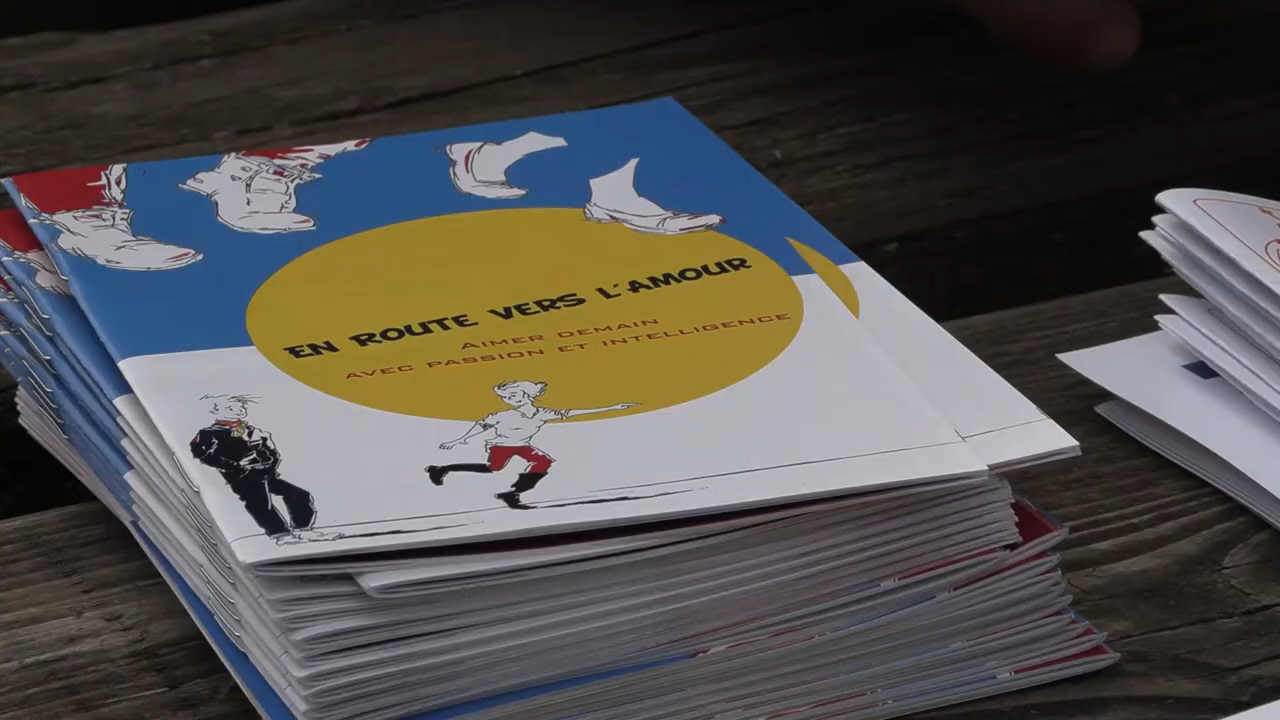 EN ROUTE VERS L'AMOUR
AIMER DEMAIN
AVEC PASSION ET INTELLIGENCE